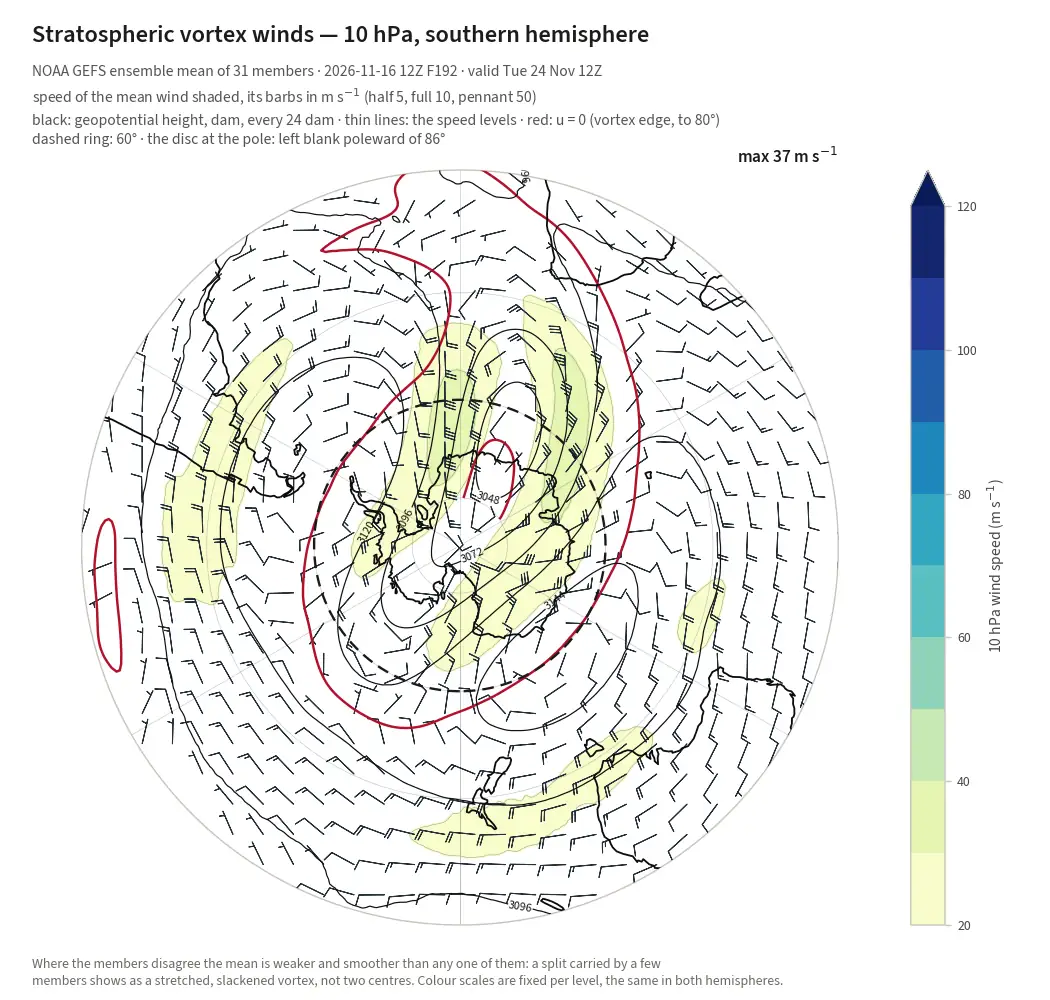 Stratospheric vortex winds — 10 hPa, southern hemisphere
NOAA GEFS ensemble mean of 31 members · 2026-11-16 12Z F192 · valid Tue 24 Nov 12Z
speed of the mean wind shaded, its barbs in m s⁻¹ (half 5, full 10, pennant 50)
black: geopotential height, dam, every 24 dam · thin lines: the speed levels · red: u = 0 (vortex edge, to 80°)
dashed ring: 60° · the disc at the pole: left blank poleward of 86°
max 37 m s⁻¹
120
100
80
60
40
20
10 hPa wind speed (m s⁻¹)
3048
3096
3120
3072
3096
Where the members disagree the mean is weaker and smoother than any one of them: a split carried by a few
members shows as a stretched, slackened vortex, not two centres. Colour scales are fixed per level, the same in both hemispheres.